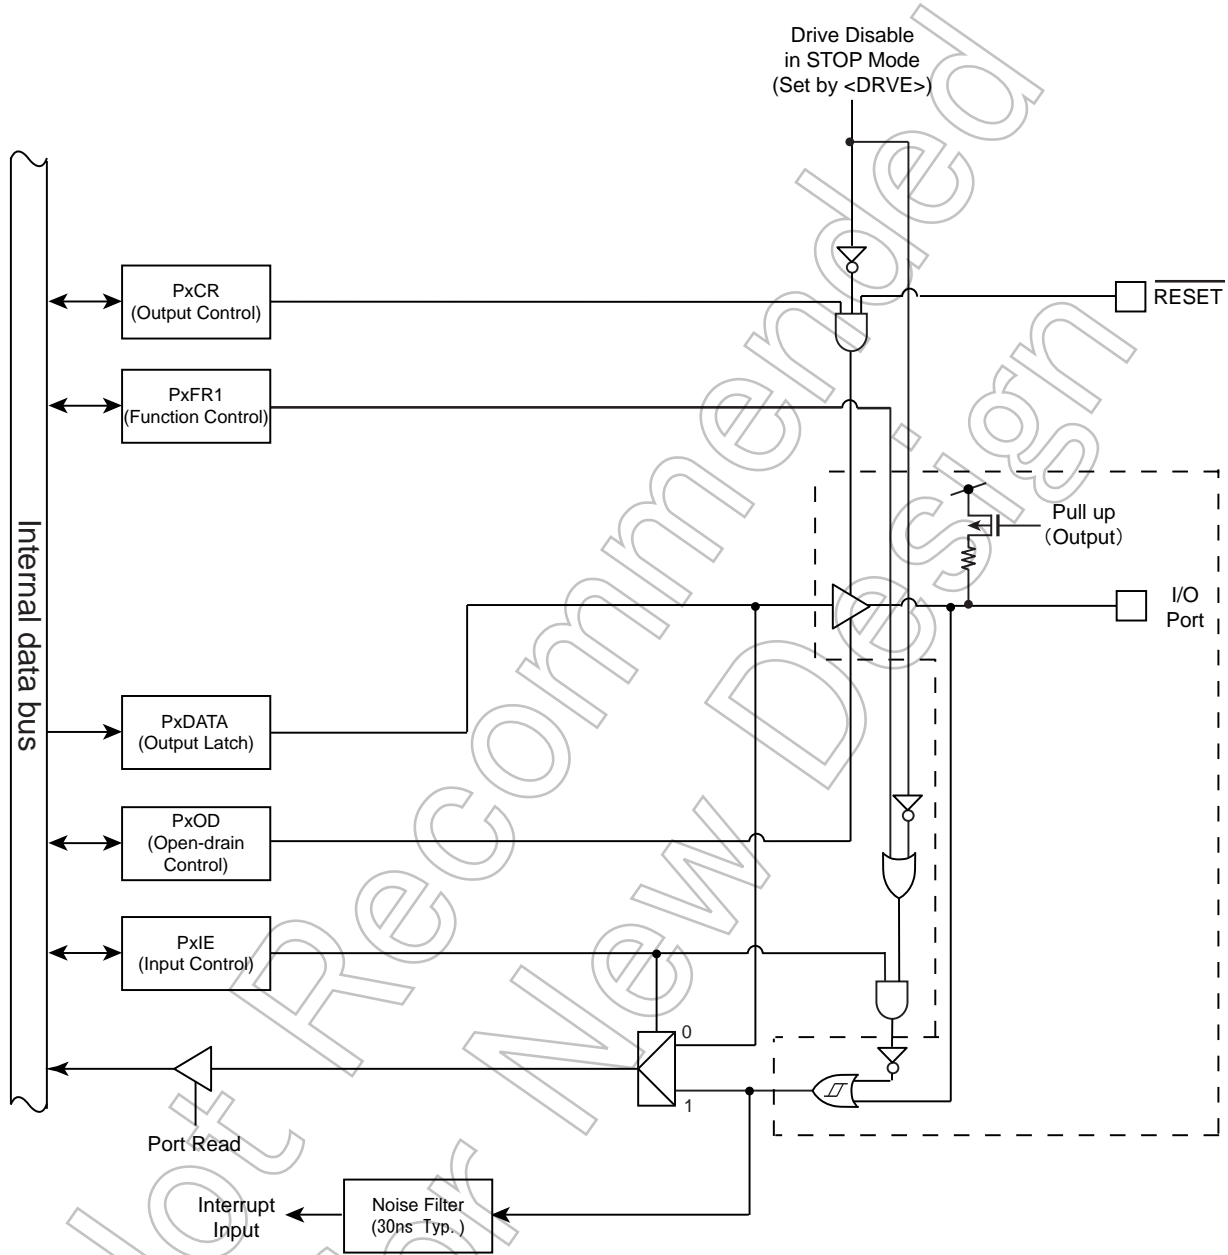 Drive Disable
in STOP Mode
(Set by <DRVE>)
PxCR
(Output Control)
RESET
PxFR1
(Function Control)
Pull up
(Output)
I/O
Port
Internal data bus
PxDATA
(Output Latch)
PxOD
(Open-drain
Control)
PxIE
(Input Control)
0
1
Port Read
Interrupt
Input
Noise Filter
(30ns Typ. )
Not Recommended
for New Design